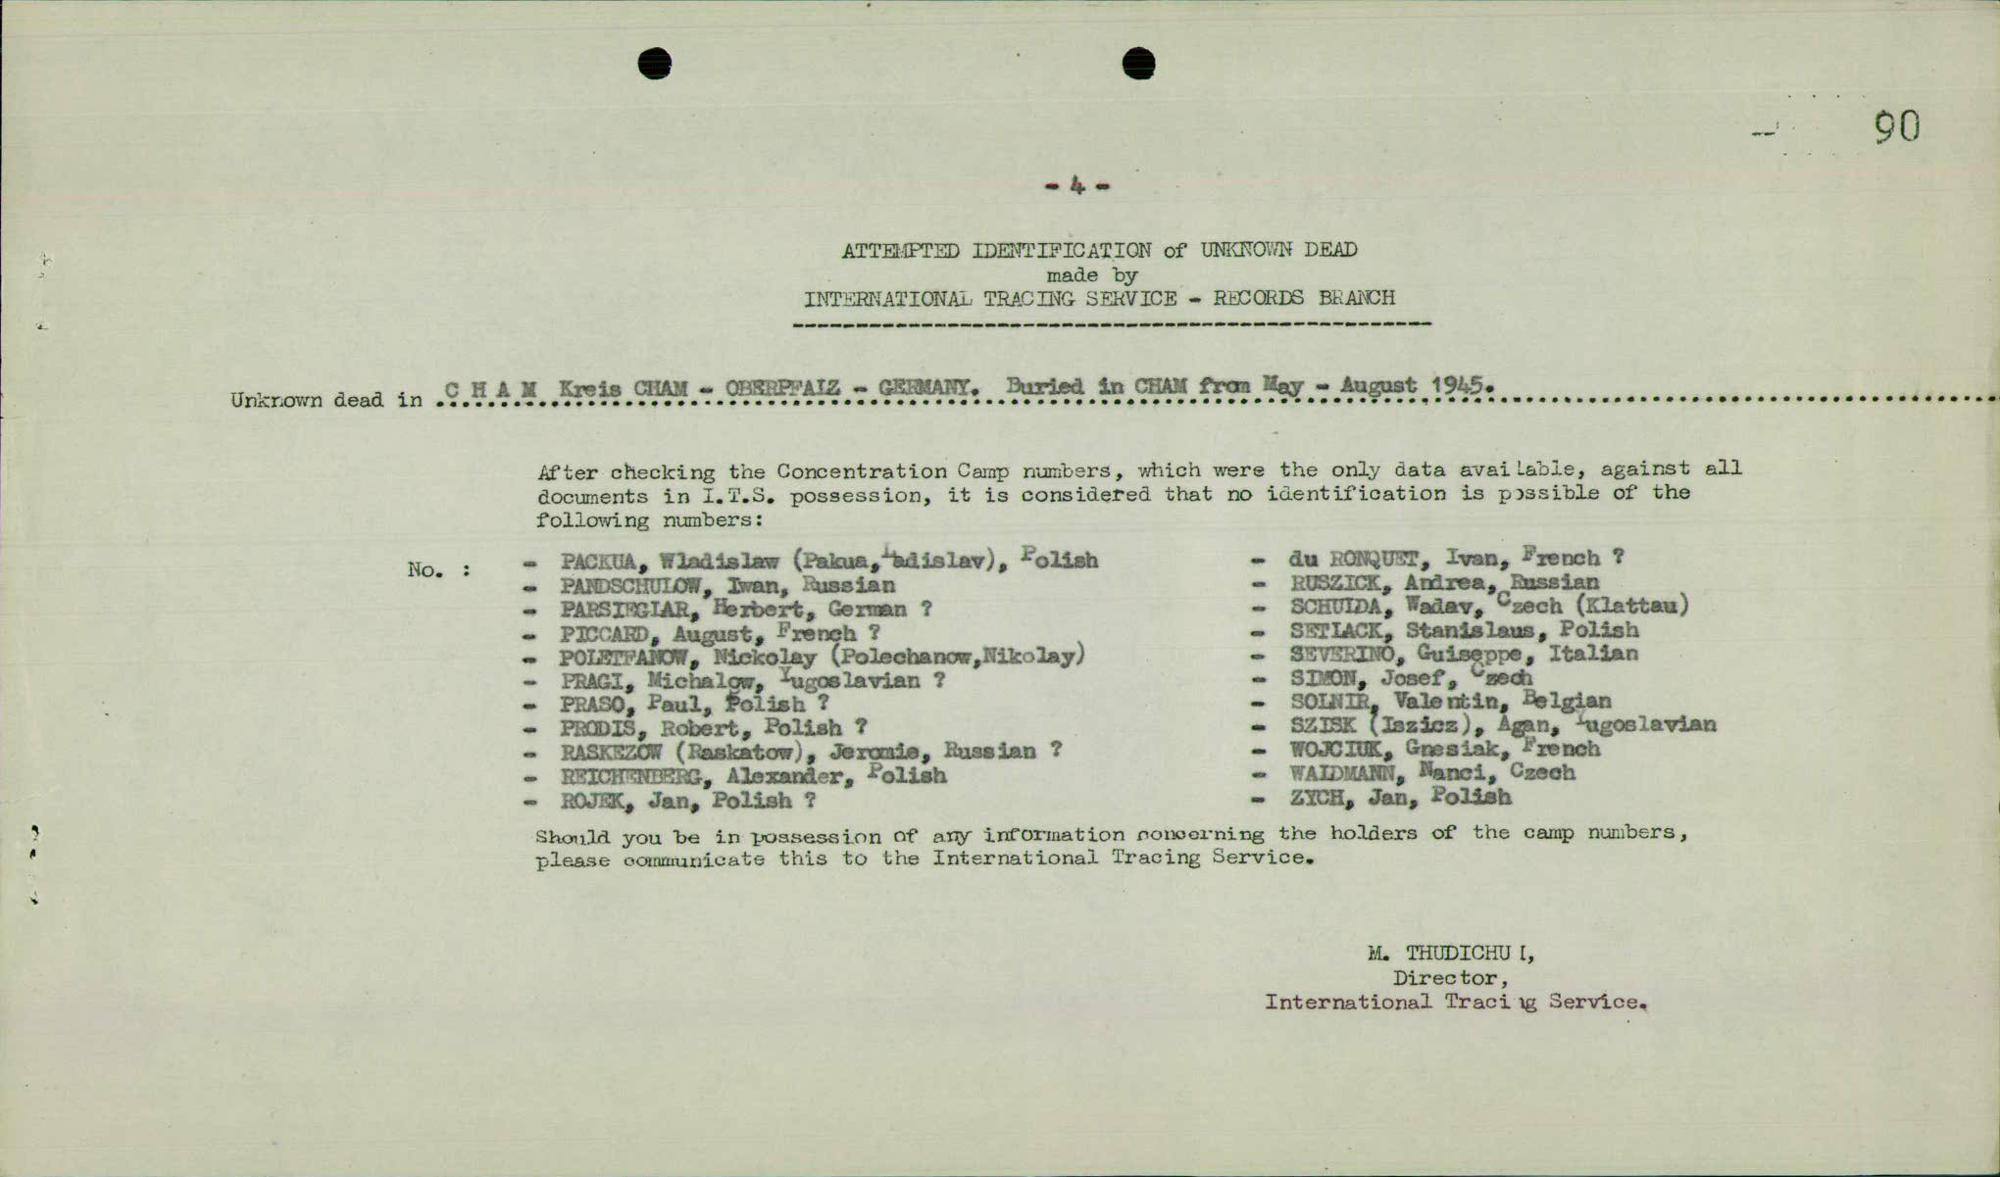 90
- 4 -
ATTEMPTED IDENTIFICATION of UNKNOWN DEAD
made by
INTERNATIONAL TRACING SERVICE - RECORDS BRANCH
Unknown dead in C H A M Kreis CHAM - OBERPFALZ - GERMANY. Buried in CHAM from May - August 1945.
After checking the Concentration Camp numbers, which were the only data available, against all
documents in I.T.S. possession, it is considered that no identification is possible of the
following numbers:
No. :
- PACKUA, Wladislaw (Pakua, Ladislav), Polish
- PANDSCHULOW, Iwan, Russian
- PARSIEGLAR, Herbert, German ?
- PICCARD, August, French ?
- POLETFANOW, Nickolay (Polechanow,Nikolay)
- PRAGI, Michalow, Yugoslavian ?
- PRASO, Paul, Polish ?
- PRODIS, Robert, Polish ?
- RASKEZOW (Raskatow), Jeromie, Russian ?
- REICHENBERG, Alexander, Polish
- ROJEK, Jan, Polish ?
- du RONQUET, Ivan, French ?
- RUSZICK, Andrea, Russian
- SCHULDA, Wadav, Czech (Klattau)
- SETLACK, Stanislaus, Polish
- SEVERINO, Guiseppe, Italian
- SIMON, Josef, Czech
- SOLNIR, Valentin, Belgian
- SZISK (Iszicz), Agan, Yugoslavian
- WOJCIUK, Gnesiak, French
- WALDMANN, Nanci, Czech
- ZYCH, Jan, Polish
Should you be in possession of any information concerning the holders of the camp numbers,
please communicate this to the International Tracing Service.
M. THUDICHUM,
Director,
International Tracing Service.